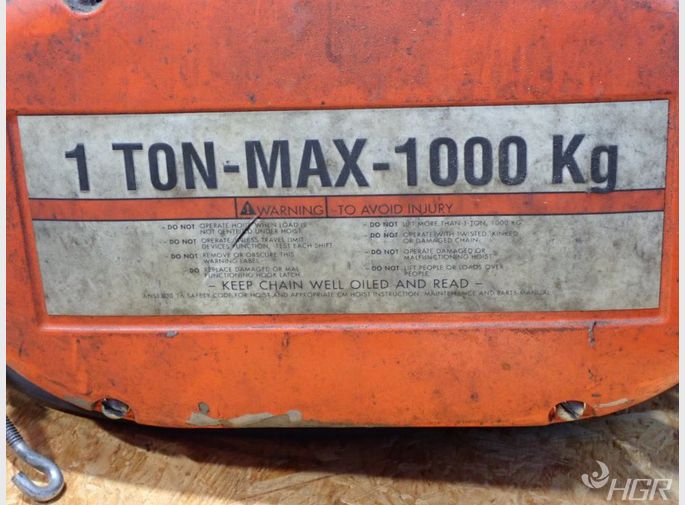 1 TON-MAX-1000 Kg
WARNING -TO AVOID INJURY
- DO NOT OPERATE HOIST WHEN LOAD IS
NOT CENTERED UNDER HOIST.
- DO NOT OPERATE UNLESS TRAVEL LIMIT
DEVICES FUNCTION. TEST EACH SHIFT.
- DO NOT REMOVE OR OBSCURE THIS
WARNING LABEL.
- DO REPLACE DAMAGED OR MAL
FUNCTIONING HOOK LATCH.
- DO NOT LIFT MORE THAN 1 TON, 1000 KG
- DO NOT OPERATE WITH TWISTED, KINKED
OR DAMAGED CHAIN.
- DO NOT OPERATE DAMAGED OR
MALFUNCTIONING HOIST.
- DO NOT LIFT PEOPLE OR LOADS OVER
PEOPLE.
- KEEP CHAIN WELL OILED AND READ -
SAFETY CODE FOR HOIST AND APPROPRIATE CM HOIST INSTRUCTION, MAINTENANCE AND PARTS MANUAL
HGR